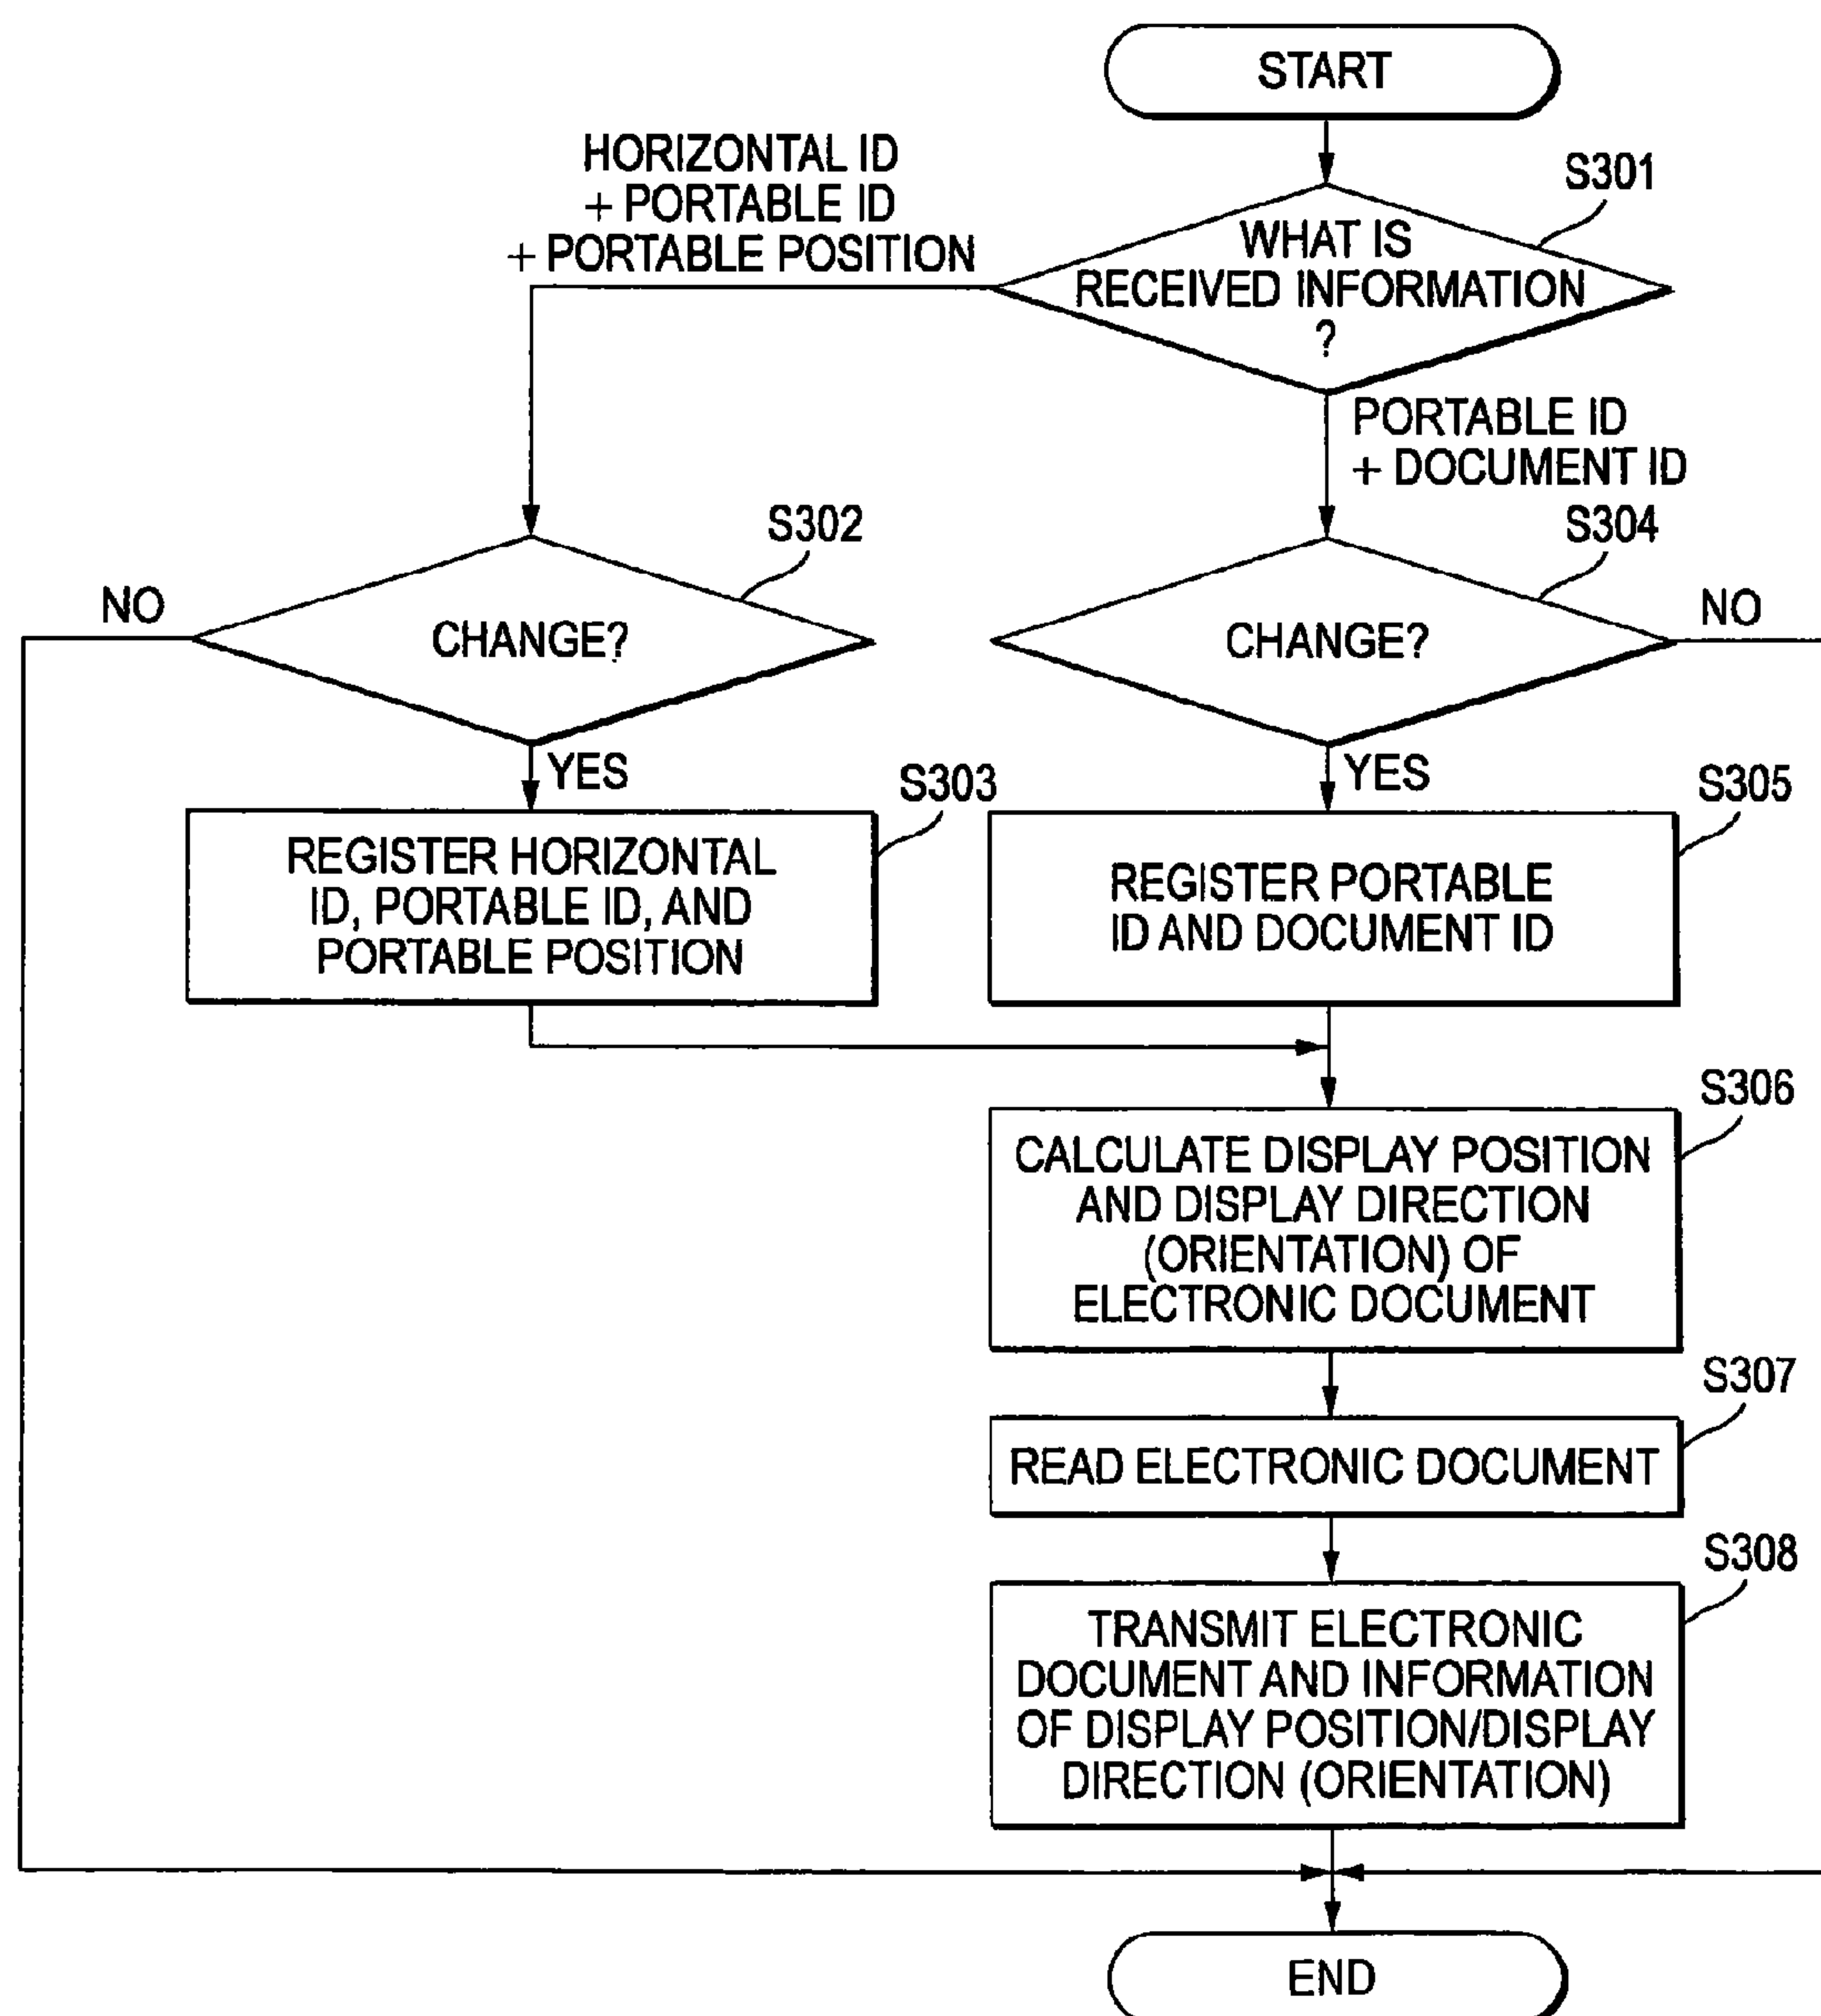 START
HORIZONTAL ID
+ PORTABLE ID
+ PORTABLE POSITION
S301
WHAT IS
RECEIVED INFORMATION
?
PORTABLE ID
+ DOCUMENT ID
S302
S304
NO
CHANGE?
CHANGE?
NO
YES
YES
S303
S305
REGISTER HORIZONTAL
ID, PORTABLE ID, AND
PORTABLE POSITION
REGISTER PORTABLE
ID AND DOCUMENT ID
S306
CALCULATE DISPLAY POSITION
AND DISPLAY DIRECTION
(ORIENTATION) OF
ELECTRONIC DOCUMENT
S307
READ ELECTRONIC DOCUMENT
S308
TRANSMIT ELECTRONIC
DOCUMENT AND INFORMATION
OF DISPLAY POSITION/DISPLAY
DIRECTION (ORIENTATION)
END